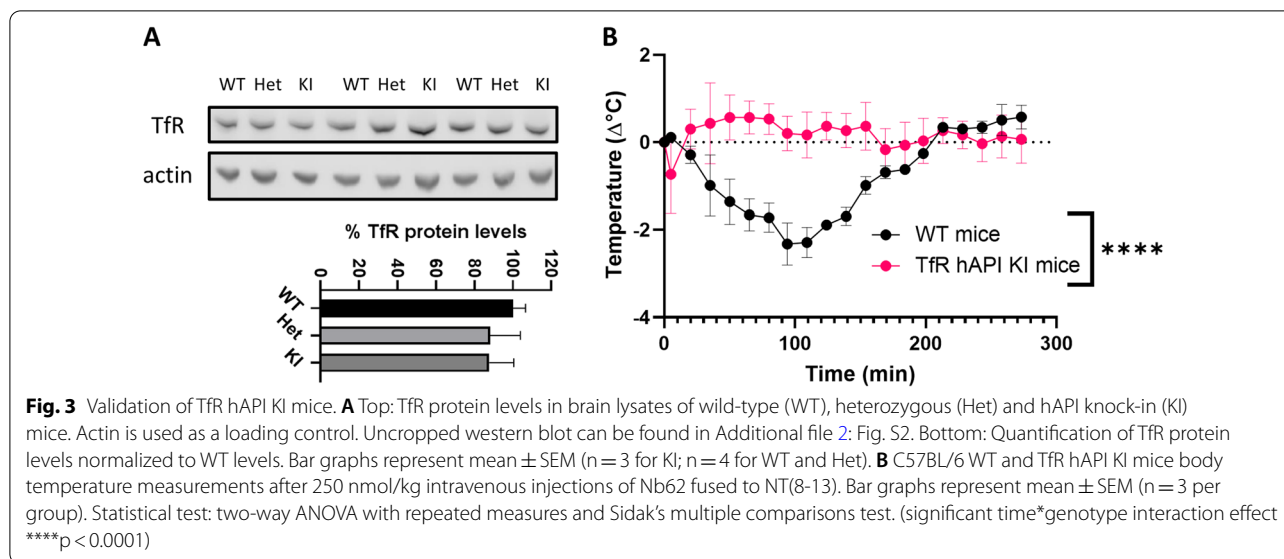 A
WT Het KI WT Het KI WT Het KI
TfR
actin
% TfR protein levels
0 20 40 60 80 100 120
WT
Het
KI
B
Temperature (Δ°C)
2
0
-2
-4
WT mice
TfR hAPI KI mice
****
0 100 200 300
Time (min)
Fig. 3 Validation of TfR hAPI KI mice. A Top: TfR protein levels in brain lysates of wild-type (WT), heterozygous (Het) and hAPI knock-in (KI)
mice. Actin is used as a loading control. Uncropped western blot can be found in Additional file 2: Fig. S2. Bottom: Quantification of TfR protein
levels normalized to WT levels. Bar graphs represent mean ± SEM (n = 3 for KI; n = 4 for WT and Het). B C57BL/6 WT and TfR hAPI KI mice body
temperature measurements after 250 nmol/kg intravenous injections of Nb62 fused to NT(8-13). Bar graphs represent mean ± SEM (n = 3 per
group). Statistical test: two-way ANOVA with repeated measures and Sidak's multiple comparisons test. (significant time*genotype interaction effect
****p < 0.0001)